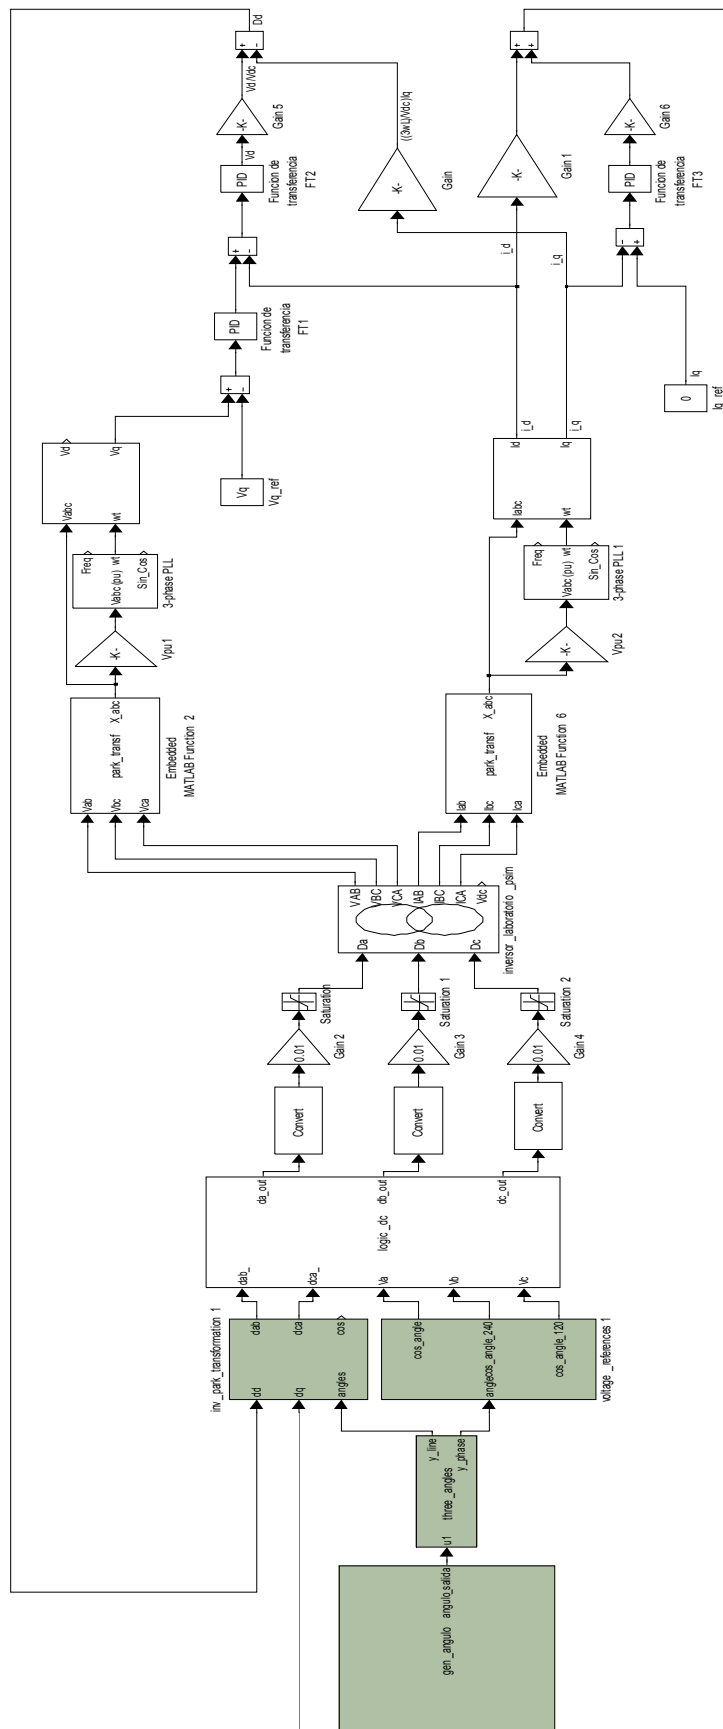 gen_angulo angulo_salida
u1
three_angles
y_line
y_phase
inv_park_transformation 1
dd
dq
angles
dab
dca
cos
angle
cos_angle
cos_angle_240
cos_angle_120
voltage_references 1
dab_
dca_
Va
Vb
Vc
logic_dc
da_out
db_out
dc_out
Convert
Convert
Convert
0.01
Gain 2
0.01
Gain 3
0.01
Gain 4
Saturation
Saturation 1
Saturation 2
Da
Db
Dc
VAB
VBC
VCA
IAB
IBC
ICA
Vdc
inversor_laboratorio_psim
Vab
Vbc
Vca
park_transf
X_abc
Embedded
MATLAB Function 2
Iab
Ibc
Ica
park_transf
X_abc
Embedded
MATLAB Function 6
-K-
Vpu1
-K-
Vpu2
Vabc (pu)
Freq
wt
Sin_Cos
3-phase PLL
Vabc (pu)
Freq
wt
Sin_Cos
3-phase PLL 1
Vabc
wt
Vd
Vq
Iabc
wt
Id
Iq
i_d
i_q
Vq
Vq_ref
0
Iq
Iq_ref
PID
Funcion de
transferencia
FT1
PID
Funcion de
transferencia
FT2
Vd
-K-
Gain 5
Vd/Vdc
Dd
i_d
i_q
-K-
Gain
((3wL)/Vdc)Iq
-K-
Gain 1
PID
Funcion de
transferencia
FT3
-K-
Gain 6